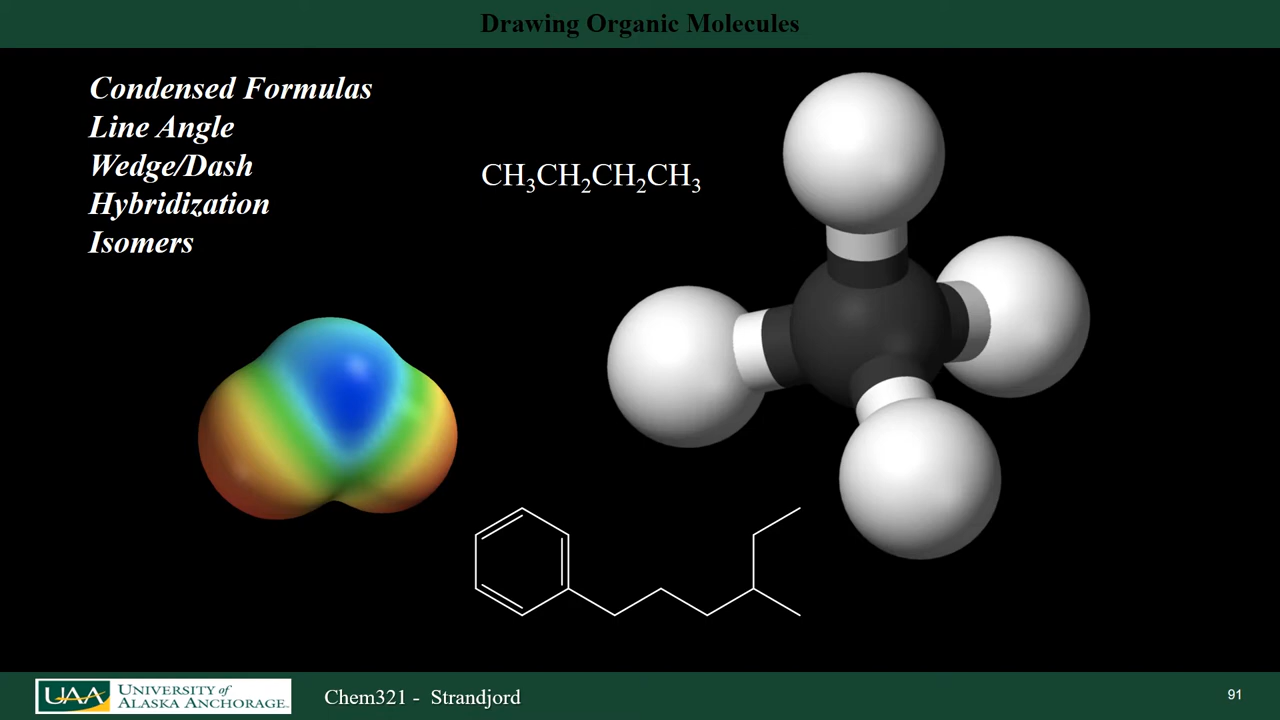 Drawing Organic Molecules
Condensed Formulas
Line Angle
Wedge/Dash
Hybridization
Isomers
CH₃CH₂CH₂CH₃
UAA UNIVERSITY of ALASKA ANCHORAGE
Chem321 - Strandjord
91